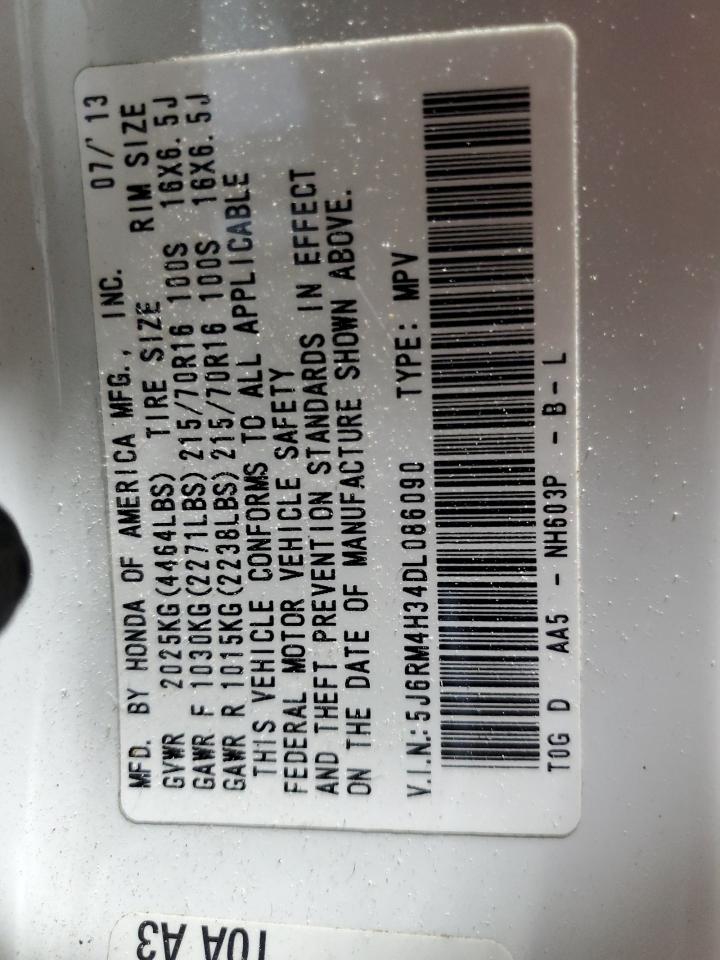 MFD. BY HONDA OF AMERICA MFG., INC. 07/'13
GVWR 2025KG(4464LBS) TIRE SIZE RIM SIZE
GAWR F 1030KG(2271LBS) 215/70R16 100S 16X6.5J
GAWR R 1015KG(2238LBS) 215/70R16 100S 16X6.5J
THIS VEHICLE CONFORMS TO ALL APPLICABLE
FEDERAL MOTOR VEHICLE SAFETY
AND THEFT PREVENTION STANDARDS IN EFFECT
ON THE DATE OF MANUFACTURE SHOWN ABOVE.
V.I.N.: 5J6RM4H34DL086090 TYPE: MPV
T0G D AA5 - NH603P - B - L
T0A A3